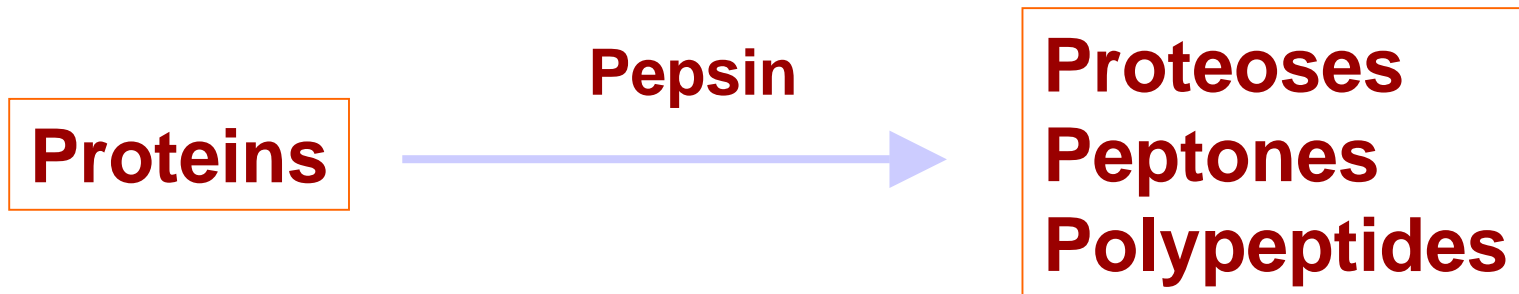 Proteins
Pepsin
Proteoses
Peptones
Polypeptides